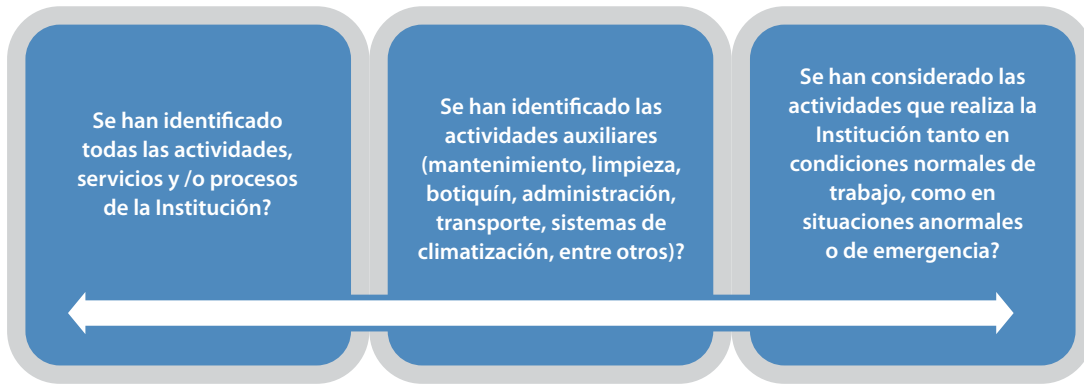 Se han identificado
todas las actividades,
servicios y /o procesos
de la Institución?
Se han identificado las
actividades auxiliares
(mantenimiento, limpieza,
botiquín, administración,
transporte, sistemas de
climatización, entre otros)?
Se han considerado las
actividades que realiza la
Institución tanto en
condiciones normales de
trabajo, como en
situaciones anormales
o de emergencia?